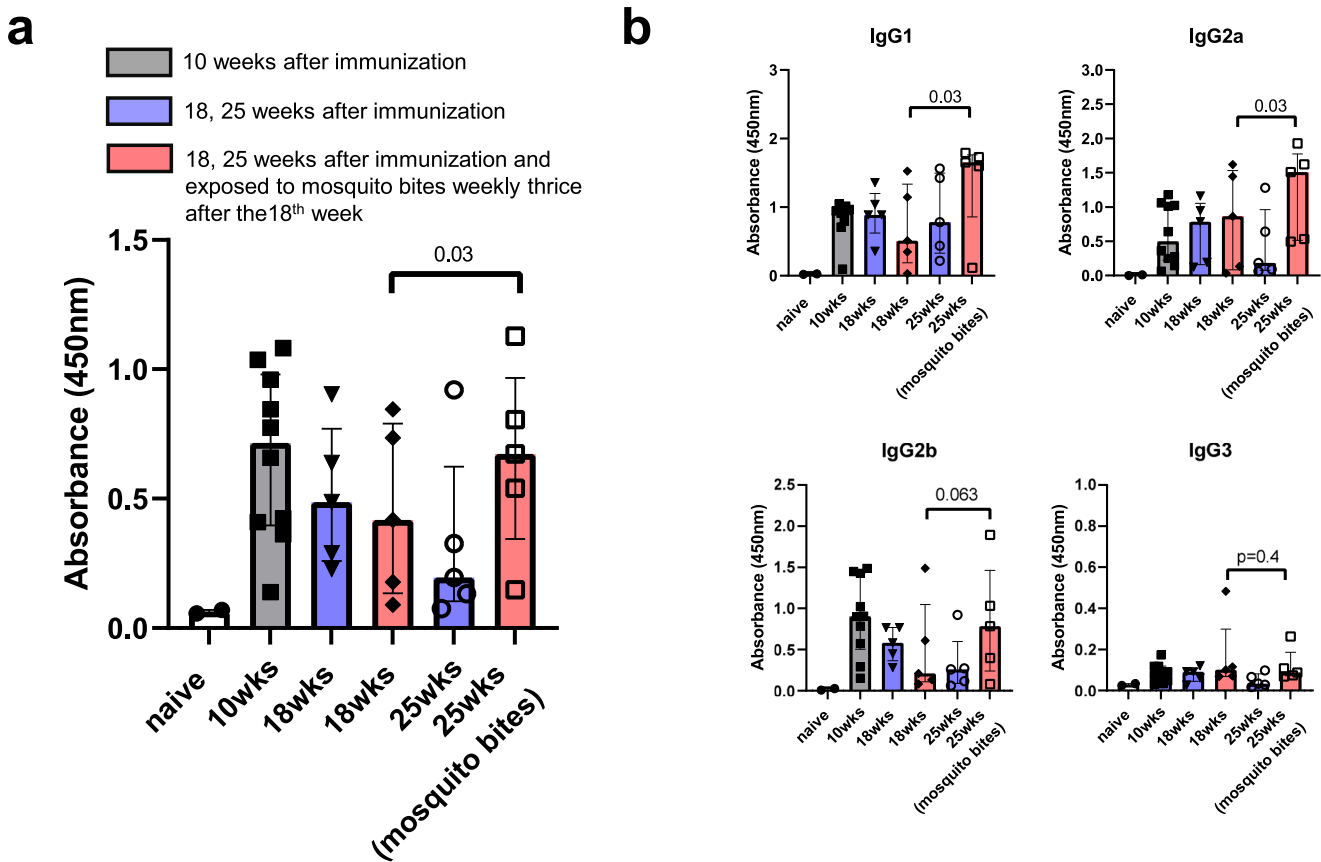 a
10 weeks after immunization
18, 25 weeks after immunization
18, 25 weeks after immunization and
exposed to mosquito bites weekly thrice
after the18th week
Absorbance (450nm)
1.5
1.0
0.5
0.0
0.03
naive
10wks
18wks
18wks
25wks
25wks
(mosquito bites)
b
IgG1
Absorbance (450nm)
3
2
1
0
0.03
naive
10wks
18wks
18wks
25wks
25wks
(mosquito bites)
IgG2a
Absorbance (450nm)
3.0
2.5
2.0
1.5
1.0
0.5
0.0
0.03
naive
10wks
18wks
18wks
25wks
25wks
(mosquito bites)
IgG2b
Absorbance (450nm)
2.5
2.0
1.5
1.0
0.5
0.0
0.063
naive
10wks
18wks
18wks
25wks
25wks
(mosquito bites)
IgG3
Absorbance (450nm)
1.0
0.8
0.6
0.4
0.2
0.0
p=0.4
naive
10wks
18wks
18wks
25wks
25wks
(mosquito bites)